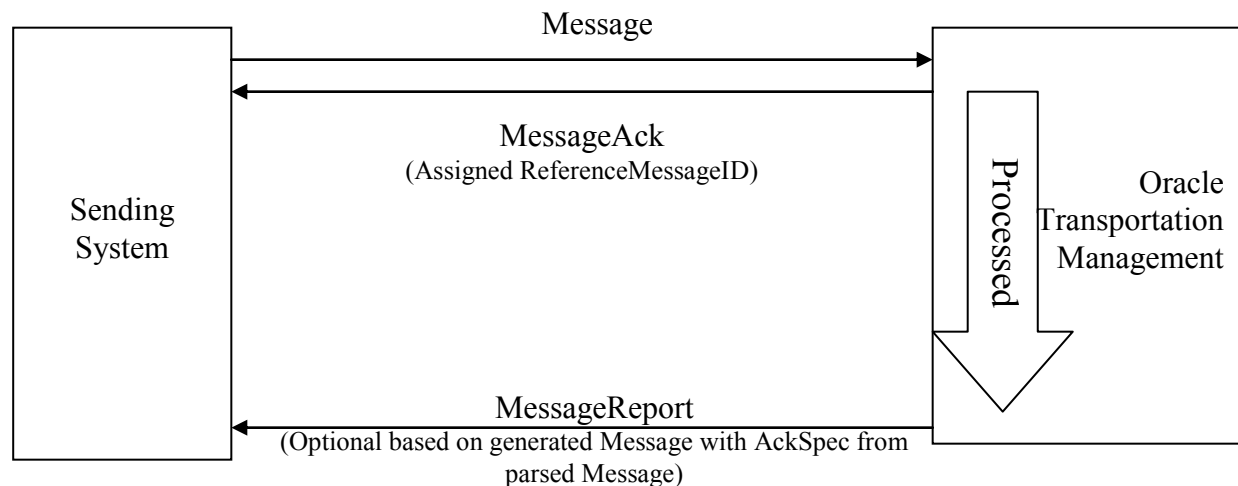 Message
MessageAck
(Assigned ReferenceMessageID)
Sending
System
Processed
Oracle
Transportation
Management
MessageReport
(Optional based on generated Message with AckSpec from
parsed Message)